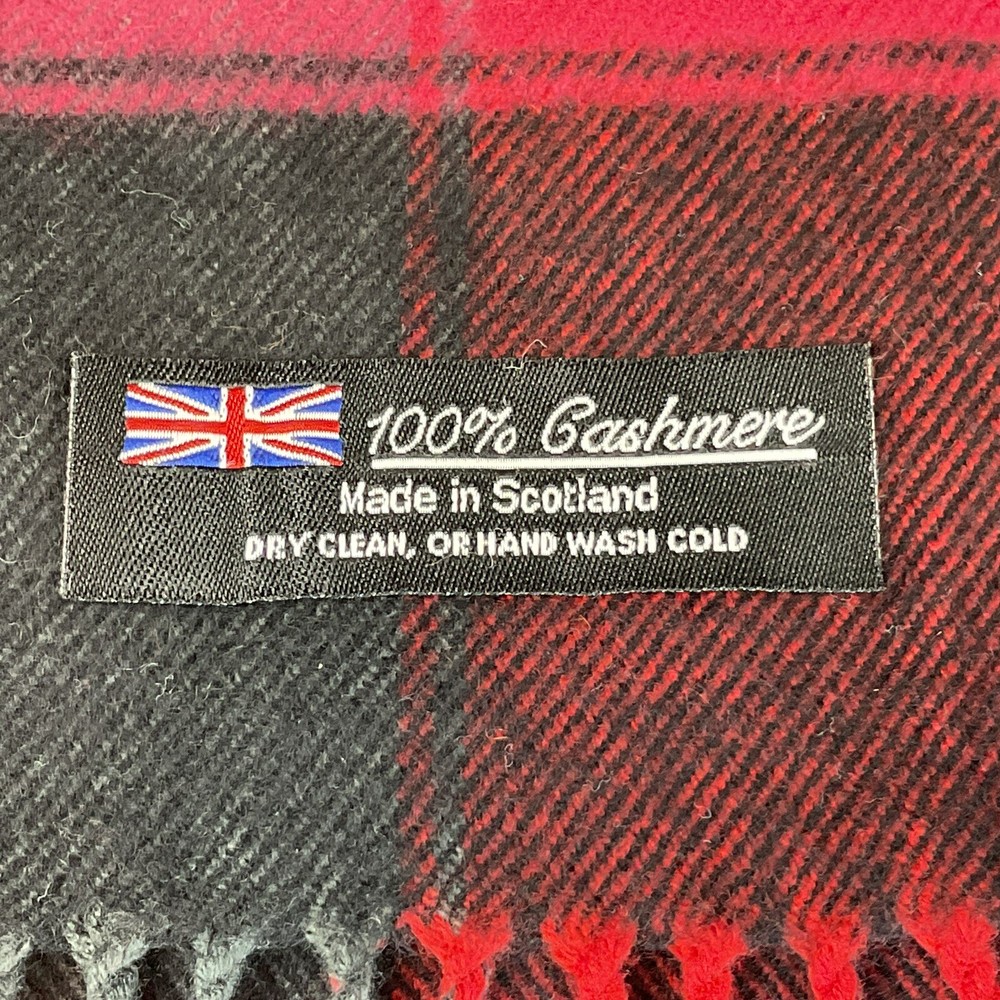 100% Cashmere
Made in Scotland
DRY CLEAN, OR HAND WASH COLD